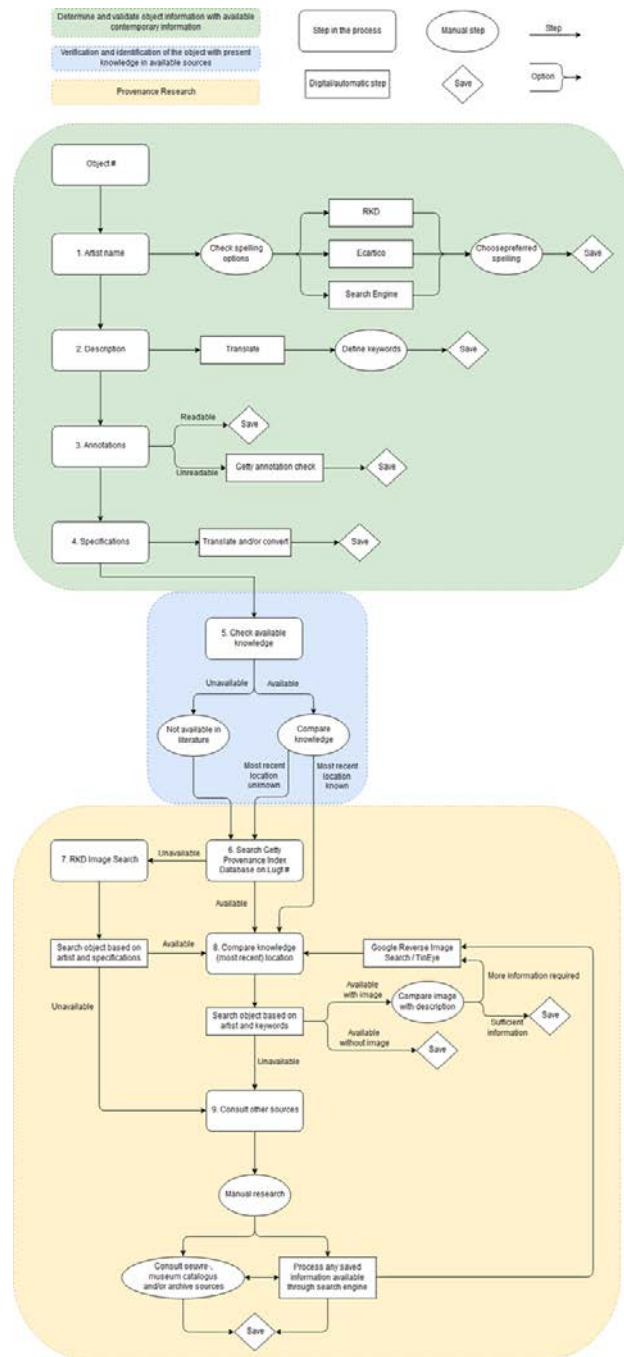 Determine and validate object information with available
contemporary information
Verification and identification of the object with present
knowledge in available sources
Provenance Research
Step in the process
Manual step
Step
Digital/automatic step
Save
Option
Object #
1. Artist name
Check spelling
options
RKD
Ecartico
Search Engine
Choosepreferred
spelling
Save
2. Description
Translate
Define keywords
Save
3. Annotations
Readable
Save
Unreadable
Getty annotation check
Save
4. Specifications
Translate and/or convert
Save
5. Check available
knowledge
Unavailable
Available
Not available in
literature
Compare
knowledge
Most recent
location
unknown
Most recent
location
known
7. RKD Image Search
Unavailable
6. Search Getty
Provenance Index
Database on Lugt #
Available
Search object based on
artist and specifications
Available
8. Compare knowledge
(most recent) location
Google Reverse Image
Search / TinEye
Unavailable
More information required
Search object based on
artist and keywords
Available
with image
Compare image
with description
Sufficient
information
Save
Available
without image
Save
Unavailable
9. Consult other sources
Manual research
Consult oeuvre-,
museum catalogus
and/or archive sources
Process any saved
information available
through search engine
Save